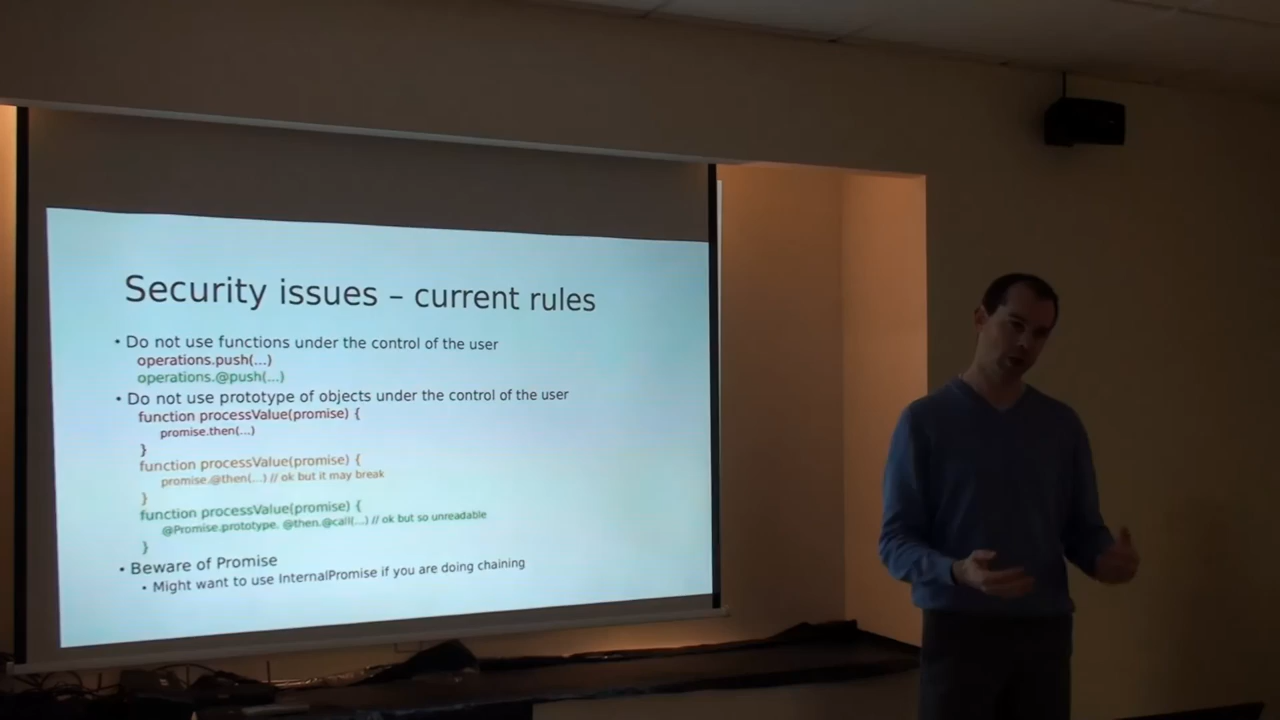 Security issues – current rules
• Do not use functions under the control of the user
operations.push(...)
operations.@push(...)
• Do not use prototype of objects under the control of the user
function processValue(promise) {
promise.then(...)
}
function processValue(promise) {
promise.@then(...) // ok but it may break
}
function processValue(promise) {
@Promise.prototype. @then.@call(...) // ok but so unreadable
}
• Beware of Promise
• Might want to use InternalPromise if you are doing chaining